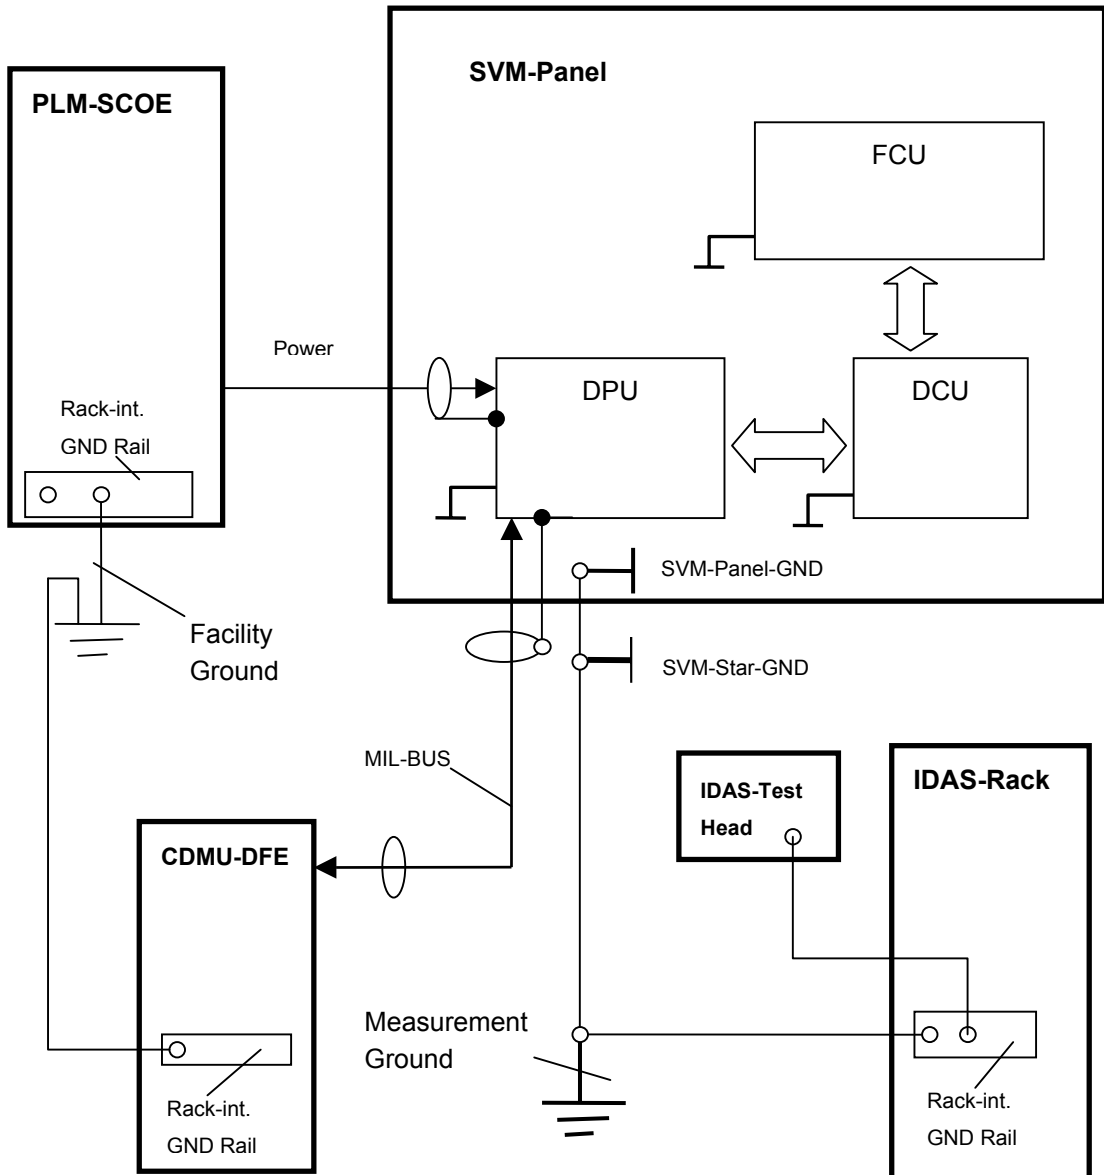 SVM-Panel
PLM-SCOE
FCU
Power
DPU
DCU
Rack-int.
GND Rail
SVM-Panel-GND
Facility
Ground
SVM-Star-GND
MIL-BUS
IDAS-Test
Head
IDAS-Rack
CDMU-DFE
Measurement
Ground
Rack-int.
GND Rail
Rack-int.
GND Rail